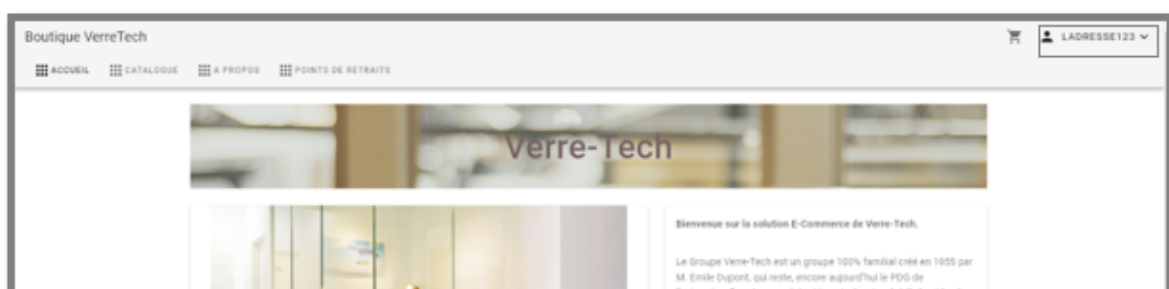 Boutique VerreTech
LADRESSE123
ACCUEIL CATALOGUE A PROPOS POINTS DE RETRAITS
Verre-Tech
Bienvenue sur la solution E-Commerce de Verre-Tech.
Le Groupe Verre-Tech est un groupe 100% familial créé en 1955 par
M. Emile Dupont, qui reste, encore aujourd'hui le PDG de